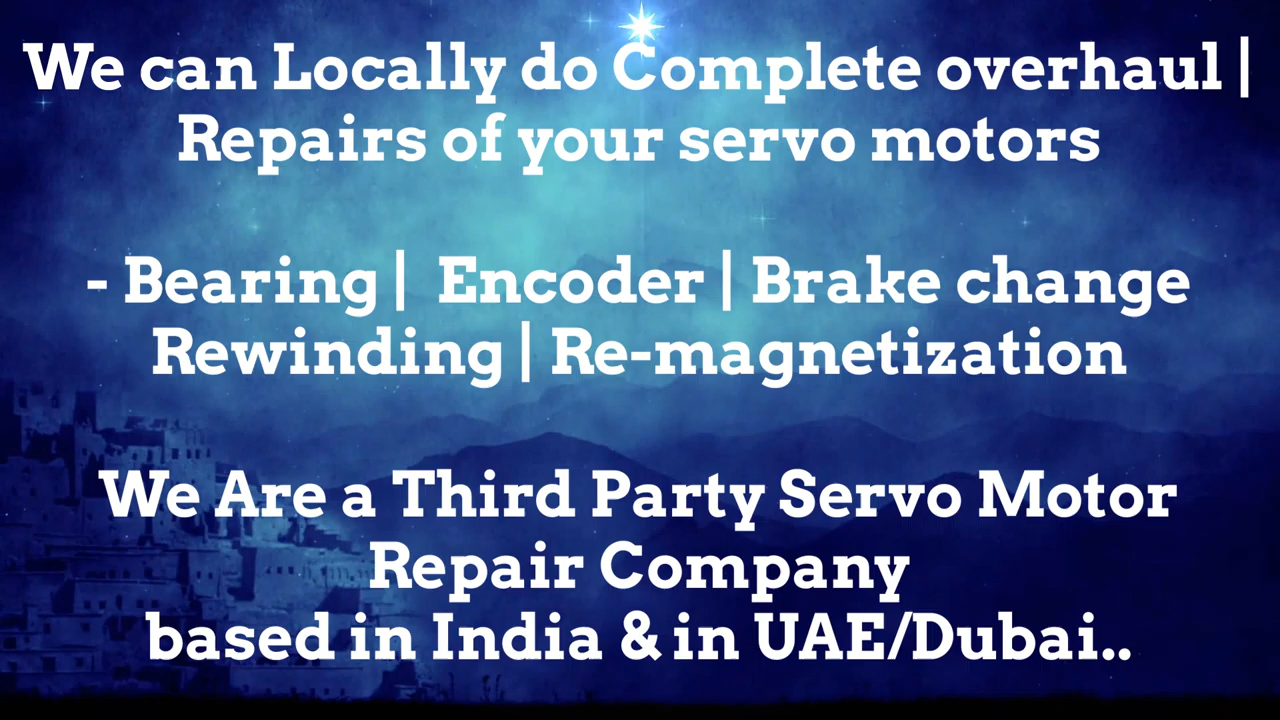 We can Locally do Complete overhaul |
Repairs of your servo motors
- Bearing | Encoder | Brake change
Rewinding | Re-magnetization
We Are a Third Party Servo Motor
Repair Company
based in India & in UAE/Dubai..